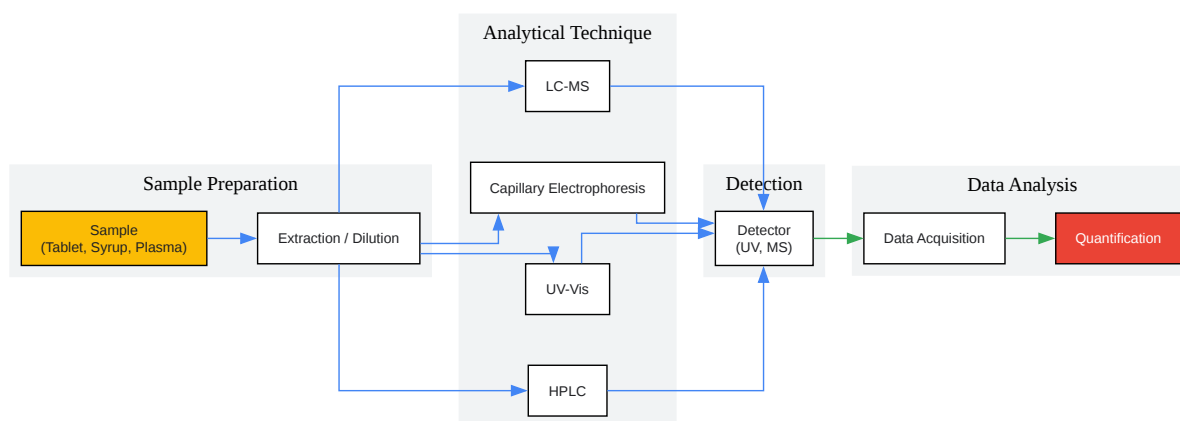 Analytical Technique
LC-MS
Capillary Electrophoresis
UV-Vis
HPLC
Sample Preparation
Sample
(Tablet, Syrup, Plasma)
Extraction / Dilution
Detection
Detector
(UV, MS)
Data Analysis
Data Acquisition
Quantification